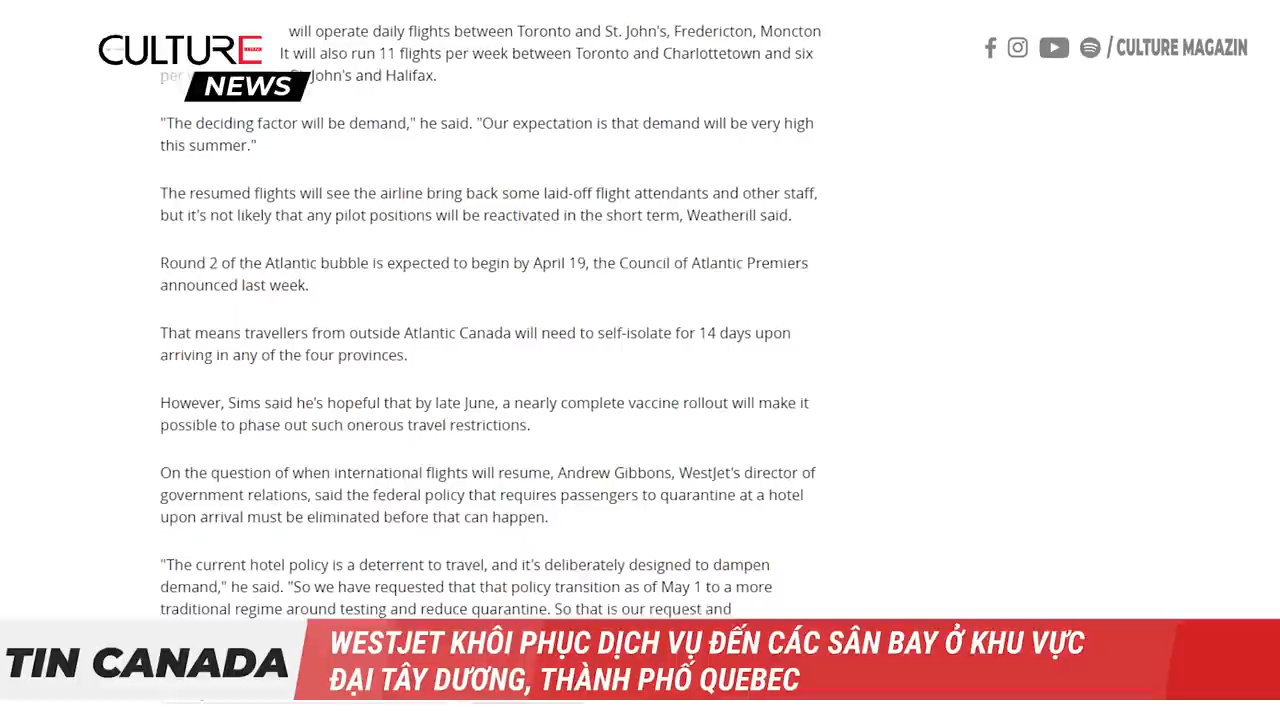 CULTURE
NEWS
/ CULTURE MAGAZIN
will operate daily flights between Toronto and St. John's, Fredericton, Moncton
It will also run 11 flights per week between Toronto and Charlottetown and six
per St. John's and Halifax.
"The deciding factor will be demand," he said. "Our expectation is that demand will be very high
this summer."
The resumed flights will see the airline bring back some laid-off flight attendants and other staff,
but it's not likely that any pilot positions will be reactivated in the short term, Weatherill said.
Round 2 of the Atlantic bubble is expected to begin by April 19, the Council of Atlantic Premiers
announced last week.
That means travellers from outside Atlantic Canada will need to self-isolate for 14 days upon
arriving in any of the four provinces.
However, Sims said he's hopeful that by late June, a nearly complete vaccine rollout will make it
possible to phase out such onerous travel restrictions.
On the question of when international flights will resume, Andrew Gibbons, WestJet's director of
government relations, said the federal policy that requires passengers to quarantine at a hotel
upon arrival must be eliminated before that can happen.
"The current hotel policy is a deterrent to travel, and it's deliberately designed to dampen
demand," he said. "So we have requested that that policy transition as of May 1 to a more
traditional regime around testing and reduce quarantine. So that is our request and
TIN CANADA
WESTJET KHÔI PHỤC DỊCH VỤ ĐẾN CÁC SÂN BAY Ở KHU VỰC
ĐẠI TÂY DƯƠNG, THÀNH PHỐ QUEBEC